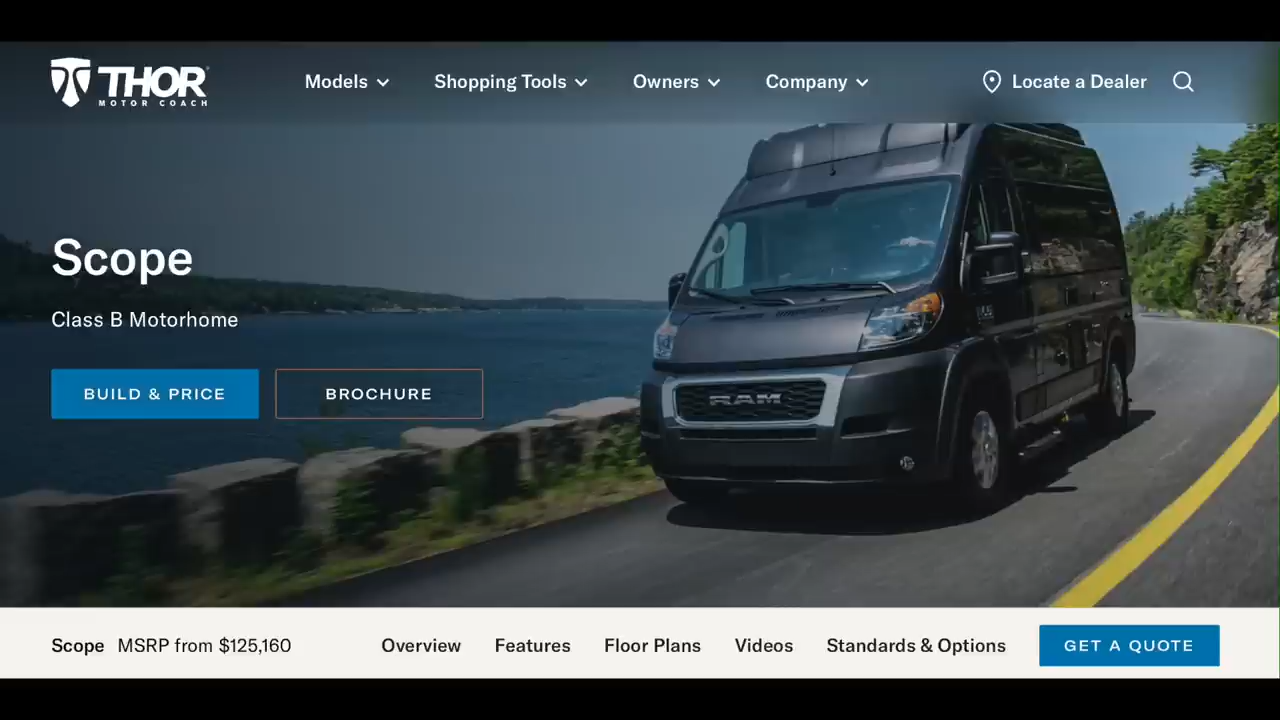 THOR
MOTOR COACH
Models
Shopping Tools
Owners
Company
Locate a Dealer
Scope
Class B Motorhome
BUILD & PRICE
BROCHURE
RAM
Scope MSRP from $125,160
Overview
Features
Floor Plans
Videos
Standards & Options
GET A QUOTE